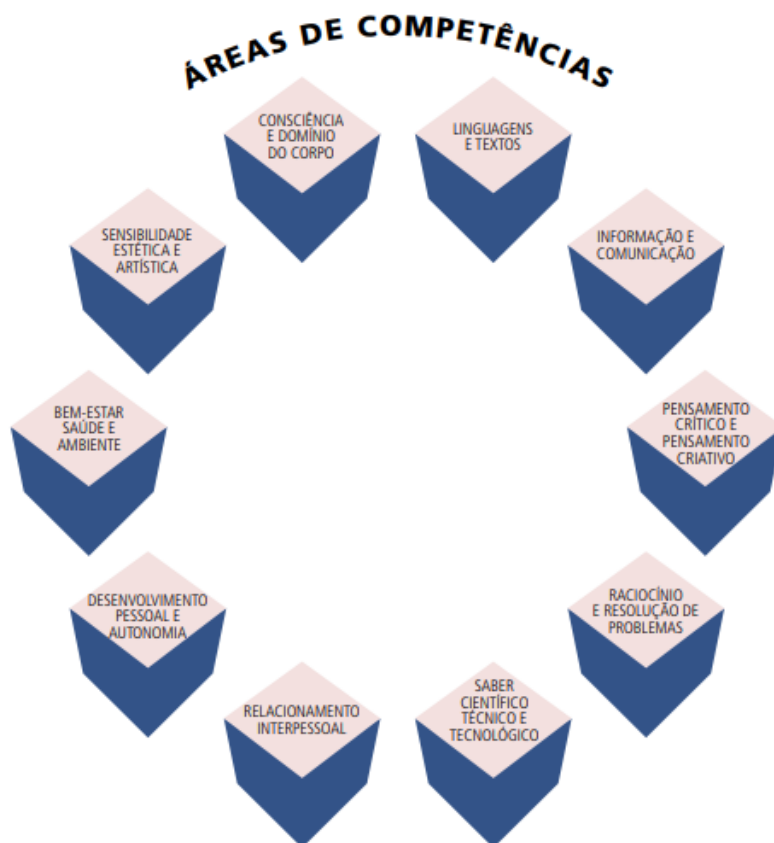 ÁREAS DE COMPETÊNCIAS
CONSCIÊNCIA
E DOMÍNIO
DO CORPO
LINGUAGENS
E TEXTOS
SENSIBILIDADE
ESTÉTICA E
ARTÍSTICA
INFORMAÇÃO E
COMUNICAÇÃO
BEM-ESTAR
SAÚDE E
AMBIENTE
PENSAMENTO
CRÍTICO E
PENSAMENTO
CRIATIVO
DESENVOLVIMENTO
PESSOAL E
AUTONOMIA
RACIOCÍNIO
E RESOLUÇÃO DE
PROBLEMAS
RELACIONAMENTO
INTERPESSOAL
SABER
CIENTÍFICO
TÉCNICO E
TECNOLÓGICO